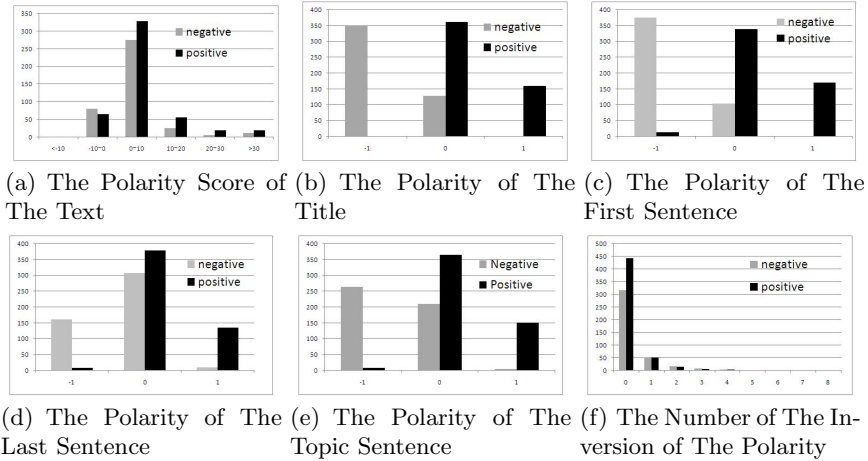 350
300
250
200
150
100
50
0
<-10 -10~0 0~10 10~20 20~30 >30
negative
positive
400
350
300
250
200
150
100
50
0
-1 0 1
negative
positive
400
350
300
250
200
150
100
50
0
-1 0 1
negative
positive
(a) The Polarity Score of
The Text
(b) The Polarity of The
Title
(c) The Polarity of The
First Sentence
400
350
300
250
200
150
100
50
0
-1 0 1
negative
positive
400
350
300
250
200
150
100
50
0
-1 0 1
Negative
Positive
500
450
400
350
300
250
200
150
100
50
0
0 1 2 3 4 5 6 7 8
negative
positive
(d) The Polarity of The
Last Sentence
(e) The Polarity of The
Topic Sentence
(f) The Number of The In-
version of The Polarity